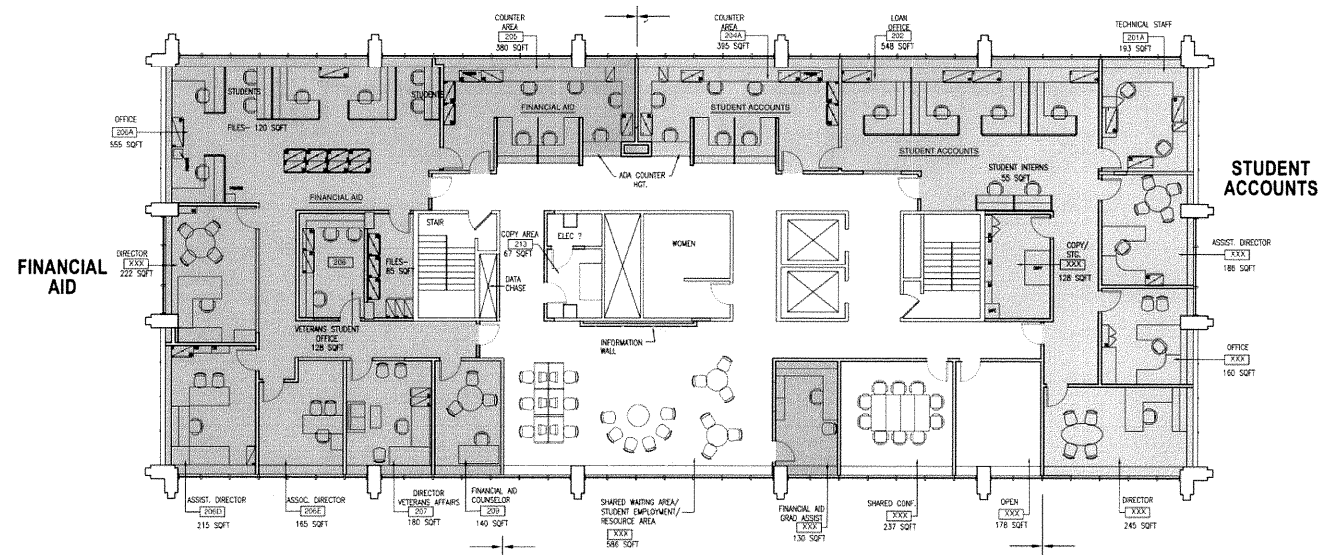 COUNTER
AREA
205
380 SQFT
COUNTER
AREA
204A
395 SQFT
LOAN
OFFICE
202
548 SQFT
TECHNICAL STAFF
201A
193 SQFT
STUDENTS
STUDENTS
FINANCIAL AID
STUDENT ACCOUNTS
OFFICE
206A
555 SQFT
FILES- 120 SQFT
STUDENT ACCOUNTS
STUDENT INTERNS
55 SQFT
ADA COUNTER
HGT.
STUDENT
ACCOUNTS
FINANCIAL AID
STAIR
COPY AREA
213
67 SQFT
ELEC ?
WOMEN
DIRECTOR
XXX
222 SQFT
206
FILES-
85 SQFT
COPY/
STG.
XXX
128 SQFT
ASSIST. DIRECTOR
XXX
186 SQFT
FINANCIAL
AID
DATA
CHASE
VETERANS STUDENT
OFFICE
128 SQFT
INFORMATION
WALL
OFFICE
XXX
160 SQFT
ASSIST. DIRECTOR
206D
215 SQFT
ASSOC. DIRECTOR
206E
165 SQFT
DIRECTOR
VETERANS AFFAIRS
207
180 SQFT
FINANCIAL AID
COUNSELOR
209
140 SQFT
SHARED WAITING AREA/
STUDENT EMPLOYMENT/
RESOURCE AREA
XXX
586 SQFT
FINANCIAL AID
GRAD ASSIST
XXX
130 SQFT
SHARED CONF.
XXX
237 SQFT
OPEN
XXX
178 SQFT
DIRECTOR
XXX
245 SQFT